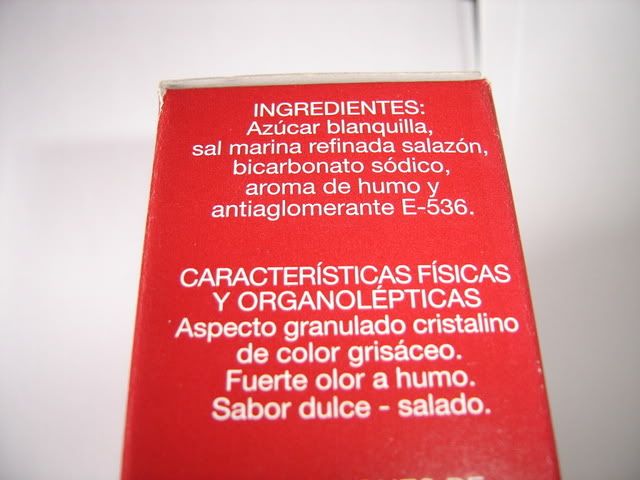 INGREDIENTES:
Azúcar blanquilla,
sal marina refinada salazón,
bicarbonato sódico,
aroma de humo y
antiaglomerante E-536.
CARACTERÍSTICAS FÍSICAS
Y ORGANOLÉPTICAS
Aspecto granulado cristalino
de color grisáceo.
Fuerte olor a humo.
Sabor dulce - salado.